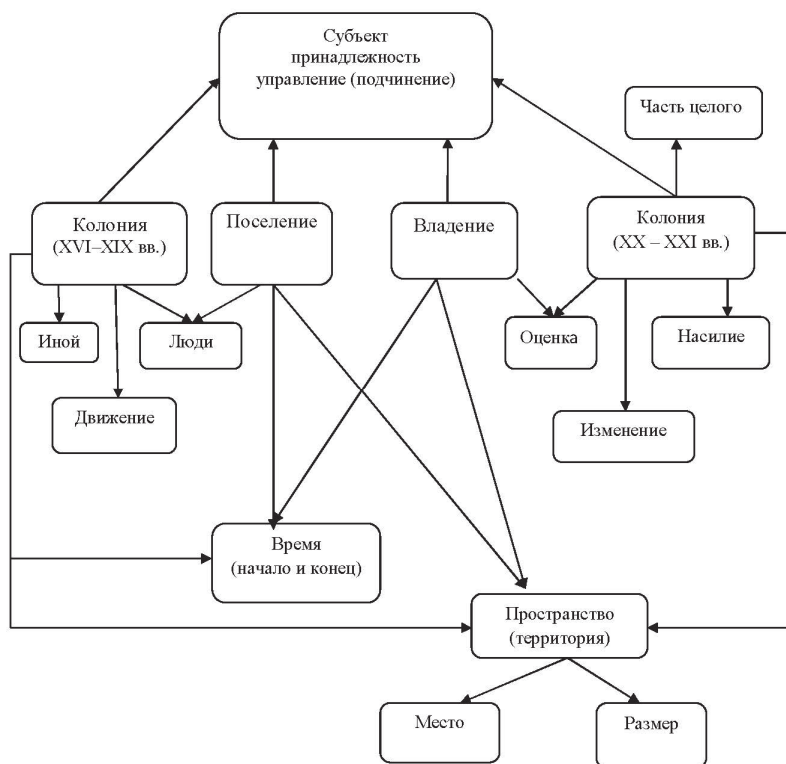 Субъект
принадлежность
управление (подчинение)
Часть целого
Колония
(XVI–XIX вв.)
Поселение
Владение
Колония
(XX – XXI вв.)
Иной
Люди
Оценка
Насилие
Движение
Изменение
Время
(начало и конец)
Пространство
(территория)
Место
Размер